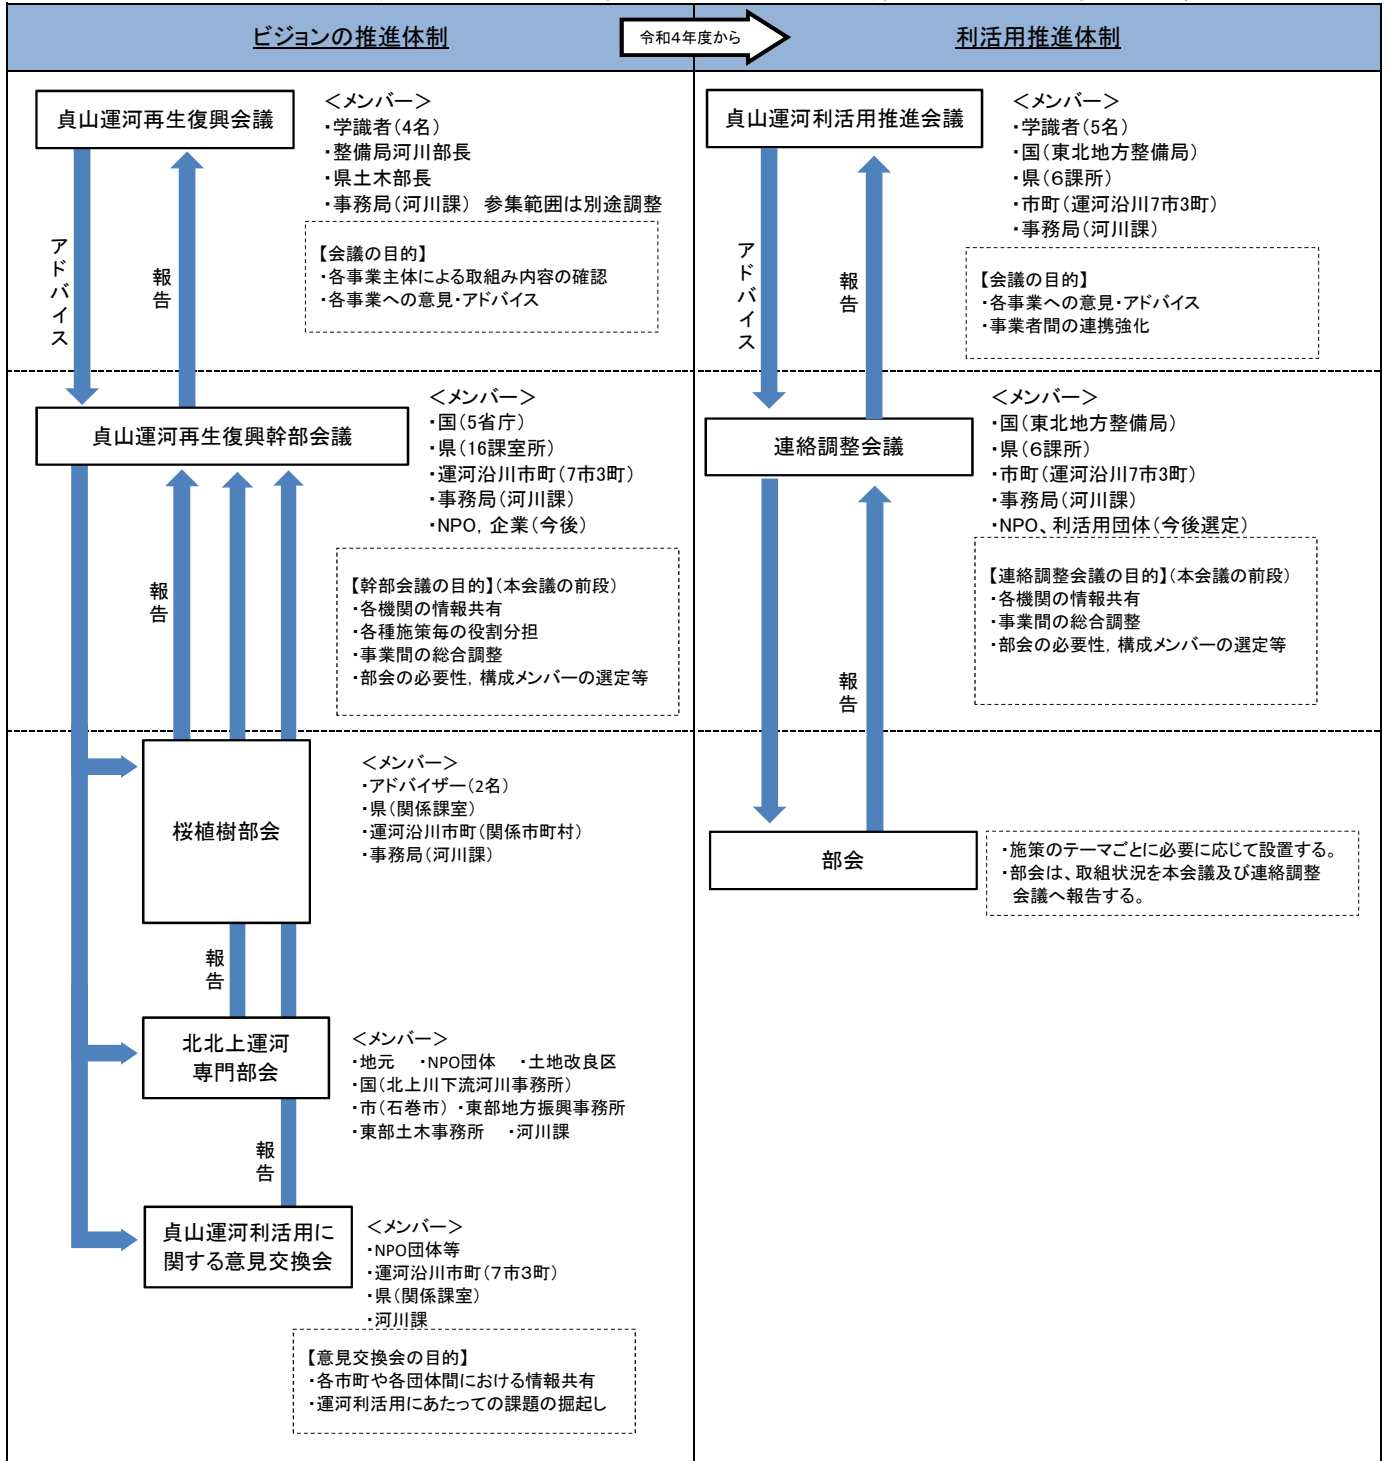 ビジョンの推進体制
令和4年度から
利活用推進体制
貞山運河再生復興会議
<メンバー>
・学識者(4名)
・整備局河川部長
・県土木部長
・事務局(河川課) 参集範囲は別途調整
【会議の目的】
・各事業主体による取組み内容の確認
・各事業への意見・アドバイス
アドバイス
報告
貞山運河再生復興幹部会議
<メンバー>
・国(5省庁)
・県(16課室所)
・運河沿川市町(7市3町)
・事務局(河川課)
・NPO, 企業(今後)
【幹部会議の目的】(本会議の前段)
・各機関の情報共有
・各種施策毎の役割分担
・事業間の総合調整
・部会の必要性, 構成メンバーの選定等
報告
桜植樹部会
<メンバー>
・アドバイザー(2名)
・県(関係課室)
・運河沿川市町(関係市町村)
・事務局(河川課)
報告
北北上運河
専門部会
<メンバー>
・地元 ・NPO団体 ・土地改良区
・国(北上川下流河川事務所)
・市(石巻市) ・東部地方振興事務所
・東部土木事務所 ・河川課
報告
貞山運河利活用に
関する意見交換会
<メンバー>
・NPO団体等
・運河沿川市町(7市3町)
・県(関係課室)
・河川課
【意見交換会の目的】
・各市町や各団体間における情報共有
・運河利活用にあたっての課題の掘起し
貞山運河利活用推進会議
<メンバー>
・学識者(5名)
・国(東北地方整備局)
・県(6課所)
・市町(運河沿川7市3町)
・事務局(河川課)
【会議の目的】
・各事業への意見・アドバイス
・事業者間の連携強化
アドバイス
報告
連絡調整会議
<メンバー>
・国(東北地方整備局)
・県(6課所)
・市町(運河沿川7市3町)
・事務局(河川課)
・NPO、利活用団体(今後選定)
【連絡調整会議の目的】(本会議の前段)
・各機関の情報共有
・事業間の総合調整
・部会の必要性, 構成メンバーの選定等
報告
部会
・施策のテーマごとに必要に応じて設置する。
・部会は、取組状況を本会議及び連絡調整
会議へ報告する。